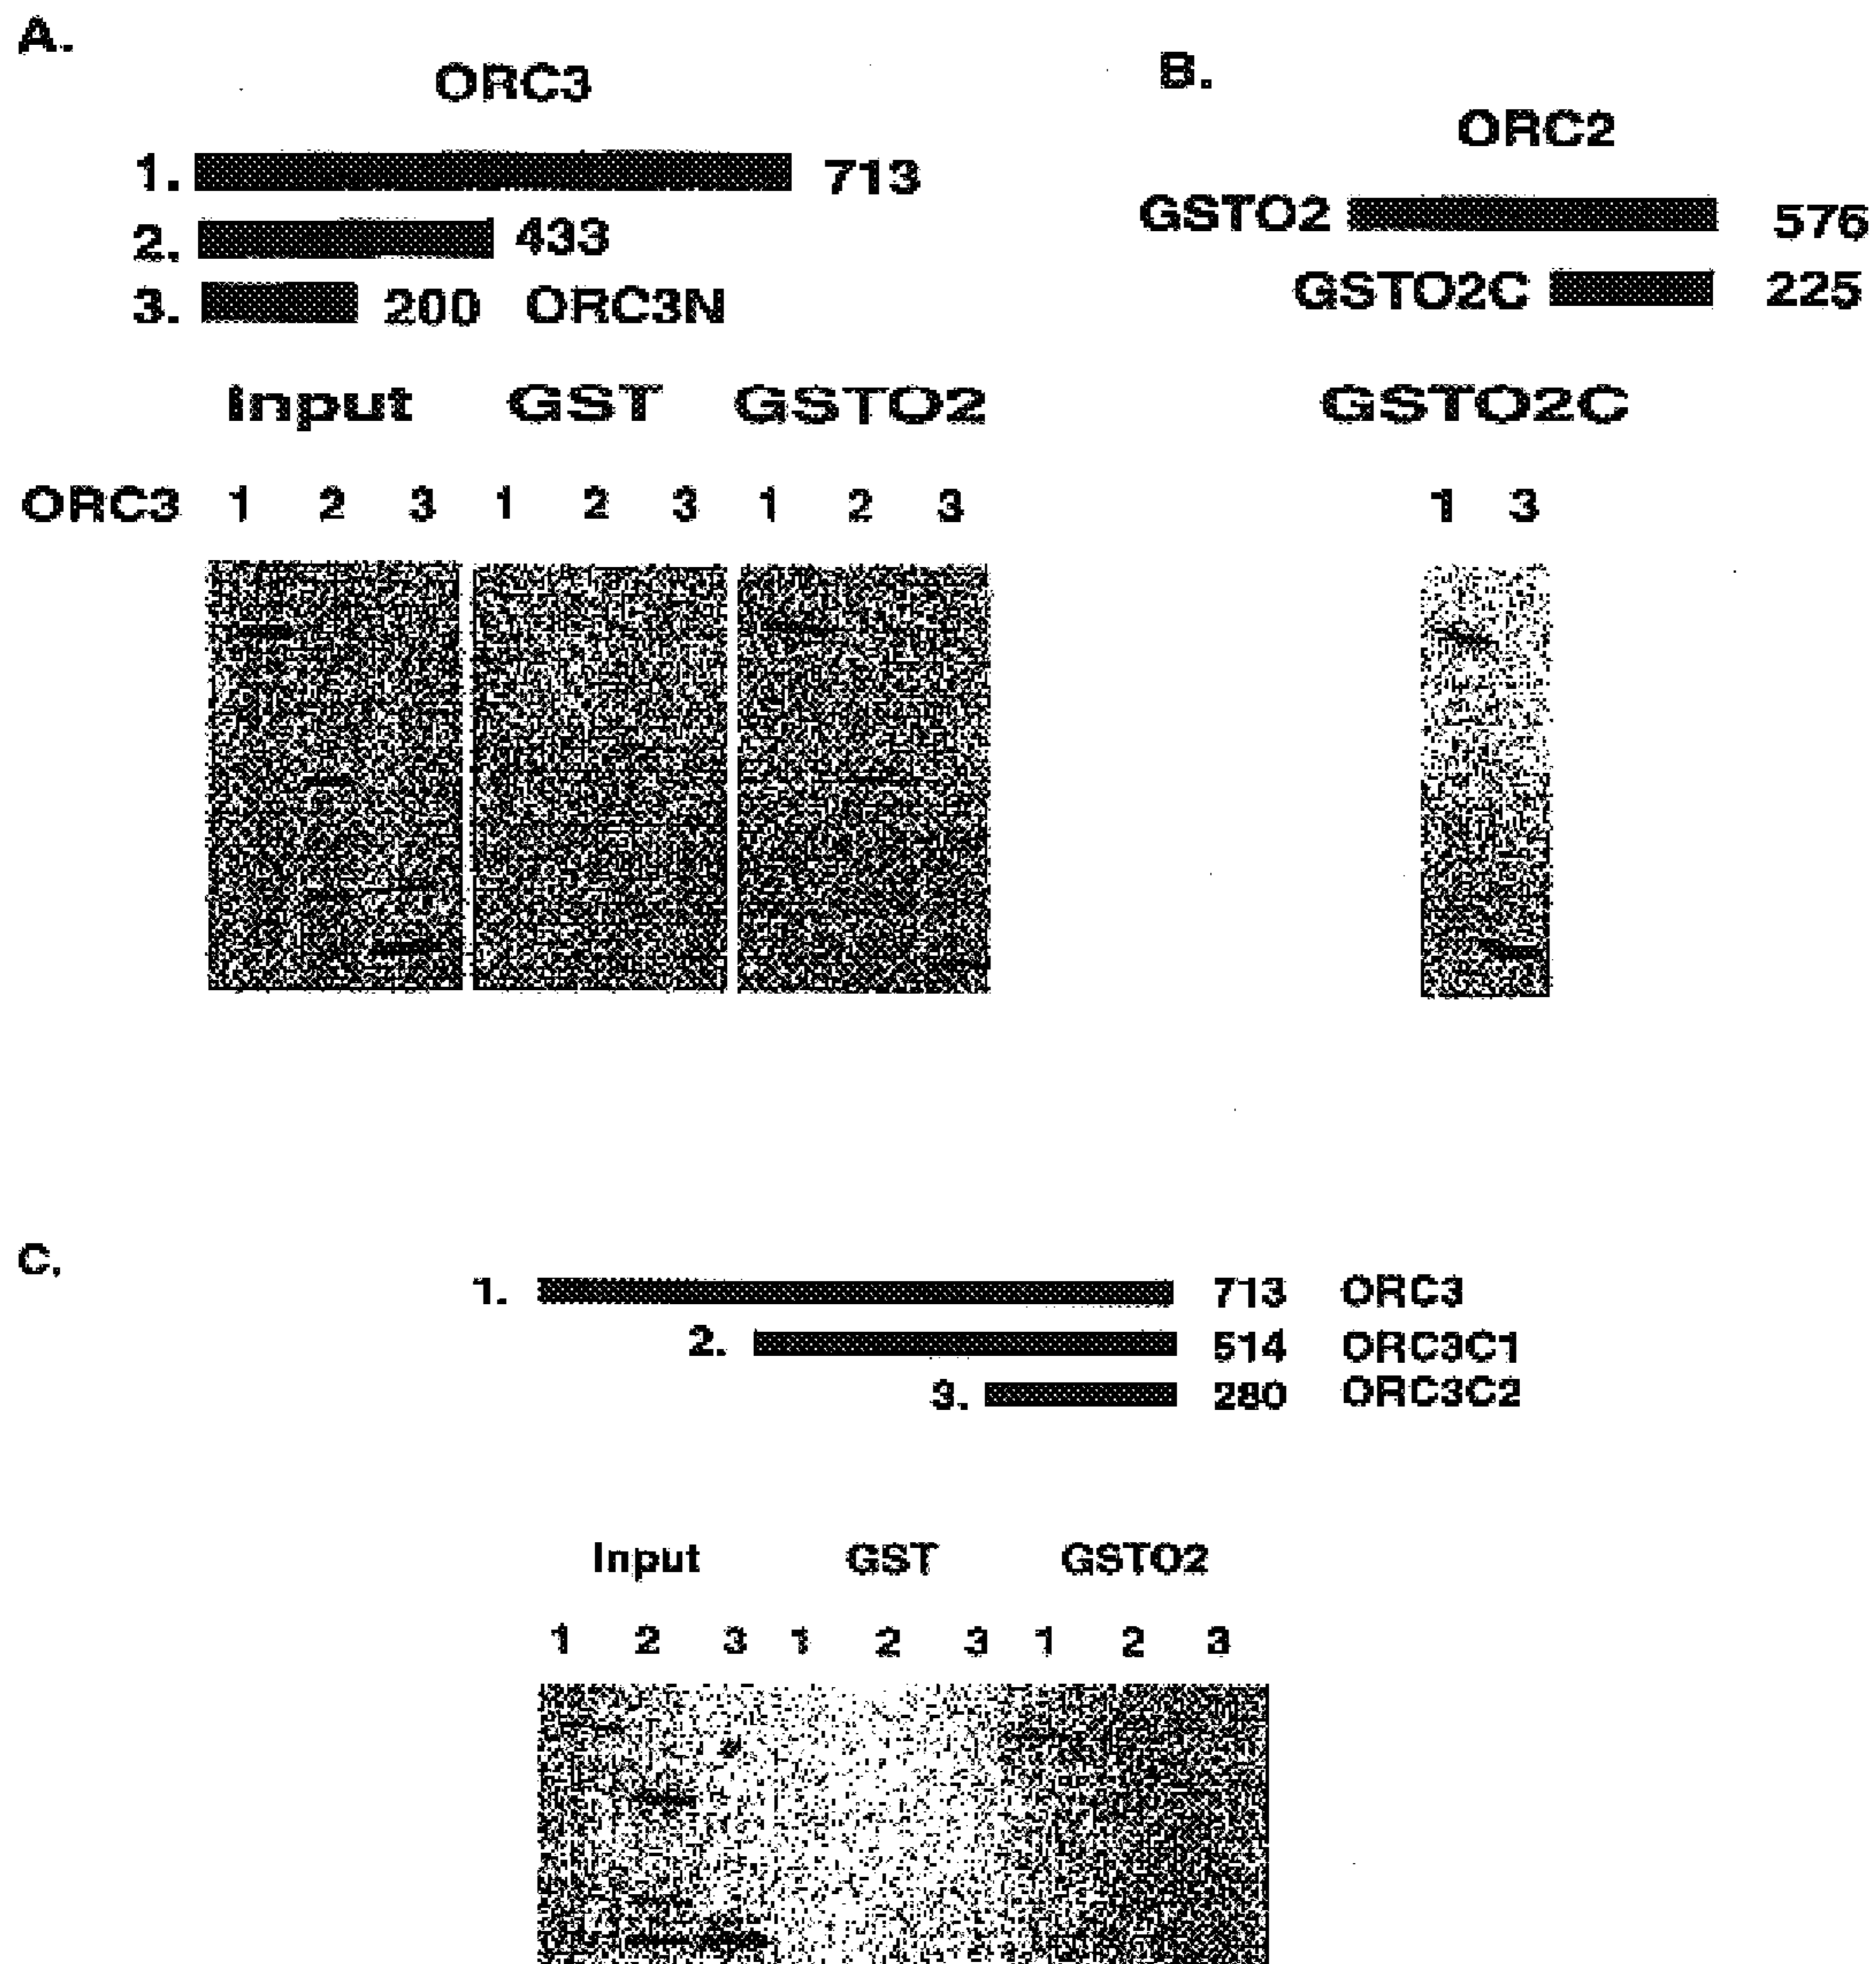 A.
ORC3
1. 713
2. 433
3. 200 ORC3N
Input GST GSTO2
ORC3 1 2 3 1 2 3 1 2 3
B.
ORC2
GSTO2 576
GSTO2C 225
GSTO2C
1 3
C.
1. 713 ORC3
2. 514 ORC3C1
3. 280 ORC3C2
Input GST GSTO2
1 2 3 1 2 3 1 2 3